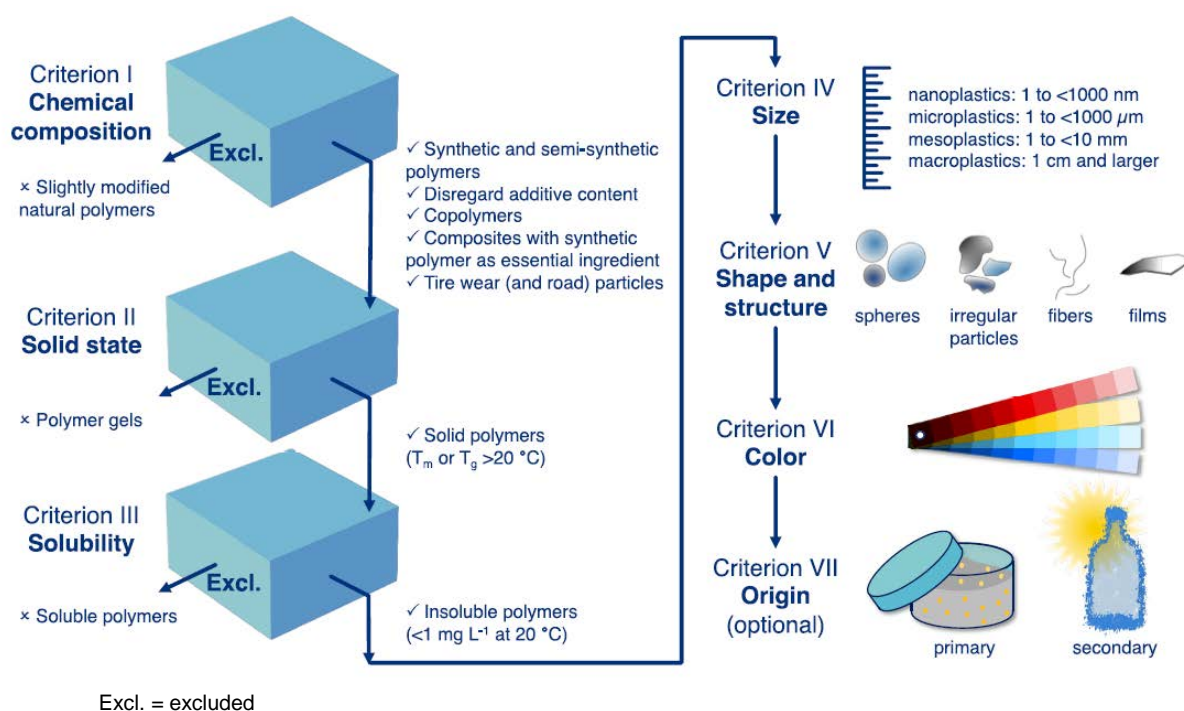 Criterion I
Chemical
composition
Excl.
× Slightly modified
natural polymers
✓ Synthetic and semi-synthetic
polymers
✓ Disregard additive content
✓ Copolymers
✓ Composites with synthetic
polymer as essential ingredient
✓ Tire wear (and road) particles
Criterion II
Solid state
Excl.
× Polymer gels
✓ Solid polymers
(Tm or Tg >20 °C)
Criterion III
Solubility
Excl.
× Soluble polymers
✓ Insoluble polymers
(<1 mg L⁻¹ at 20 °C)
Criterion IV
Size
nanoplastics: 1 to <1000 nm
microplastics: 1 to <1000 µm
mesoplastics: 1 to <10 mm
macroplastics: 1 cm and larger
Criterion V
Shape and
structure
spheres
irregular
particles
fibers
films
Criterion VI
Color
Criterion VII
Origin
(optional)
primary
secondary
Excl. = excluded